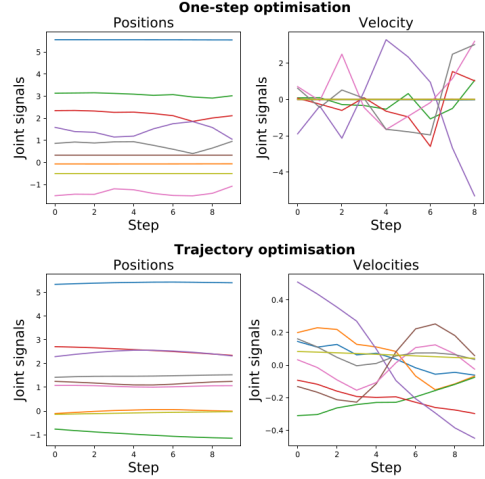 One-step optimisation
Positions
Velocity
Joint signals
5
4
3
2
1
0
−1
0 2 4 6 8
Step
Joint signals
2
0
−2
−4
0 2 4 6 8
Step
Trajectory optimisation
Positions
Velocities
Joint signals
5
4
3
2
1
0
−1
0 2 4 6 8
Step
Joint signals
0.4
0.2
0.0
−0.2
−0.4
0 2 4 6 8
Step